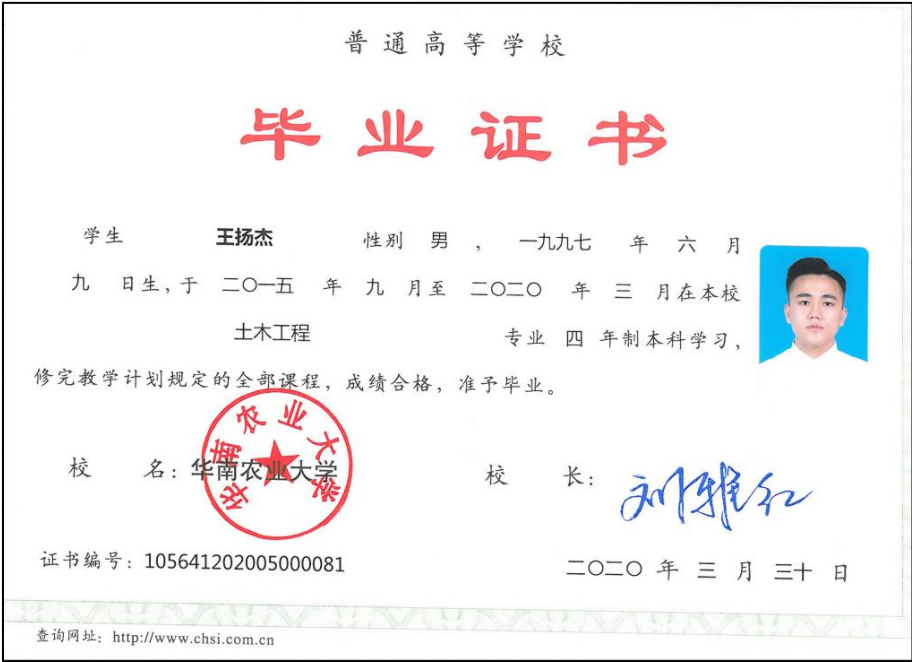 普通高等学校
毕业证书
学生 王扬杰 性别 男 ， 一九九七 年 六 月
九 日生，于 二〇一五 年 九 月至 二〇二〇 年 三 月在本校
土木工程 专业 四 年制本科学习，
修完教学计划规定的全部课程，成绩合格，准予毕业。
华南农业大学
校 名：华南农业大学 校 长：刘雅红
证书编号：105641202005000081 二〇二〇 年 三 月 三十 日
查询网址：http://www.chsi.com.cn